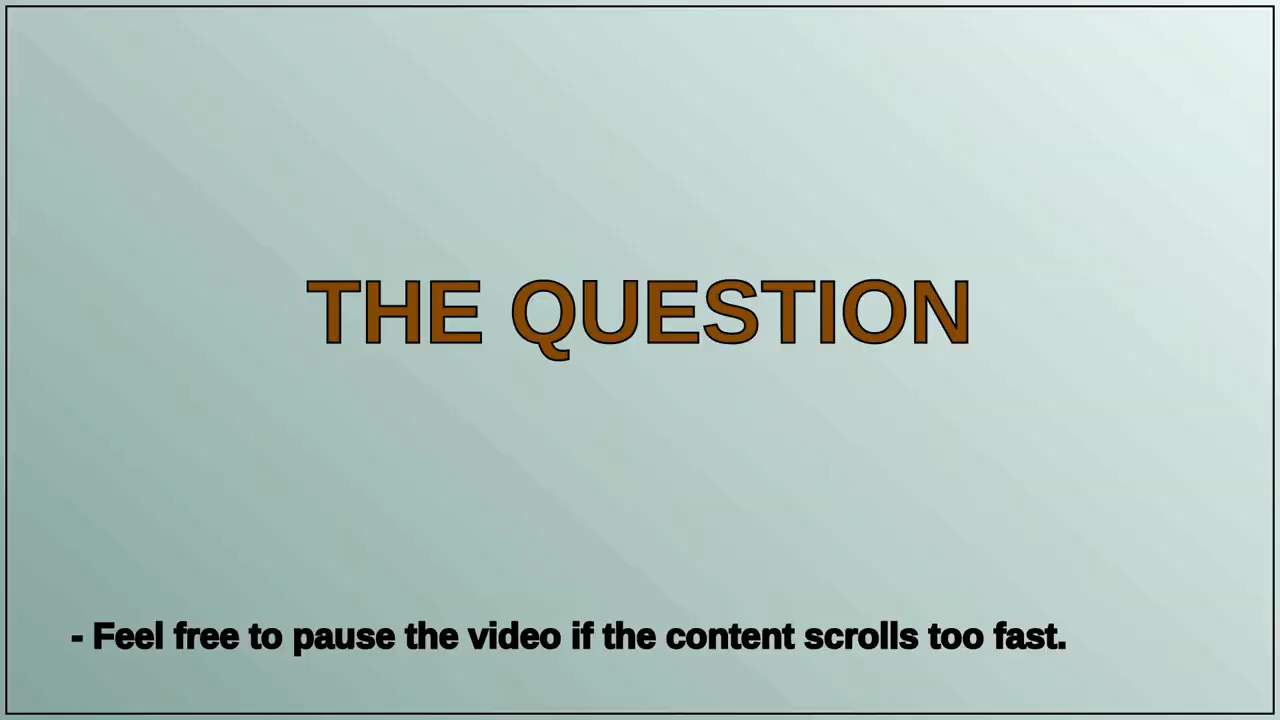 THE QUESTION
- Feel free to pause the video if the content scrolls too fast.